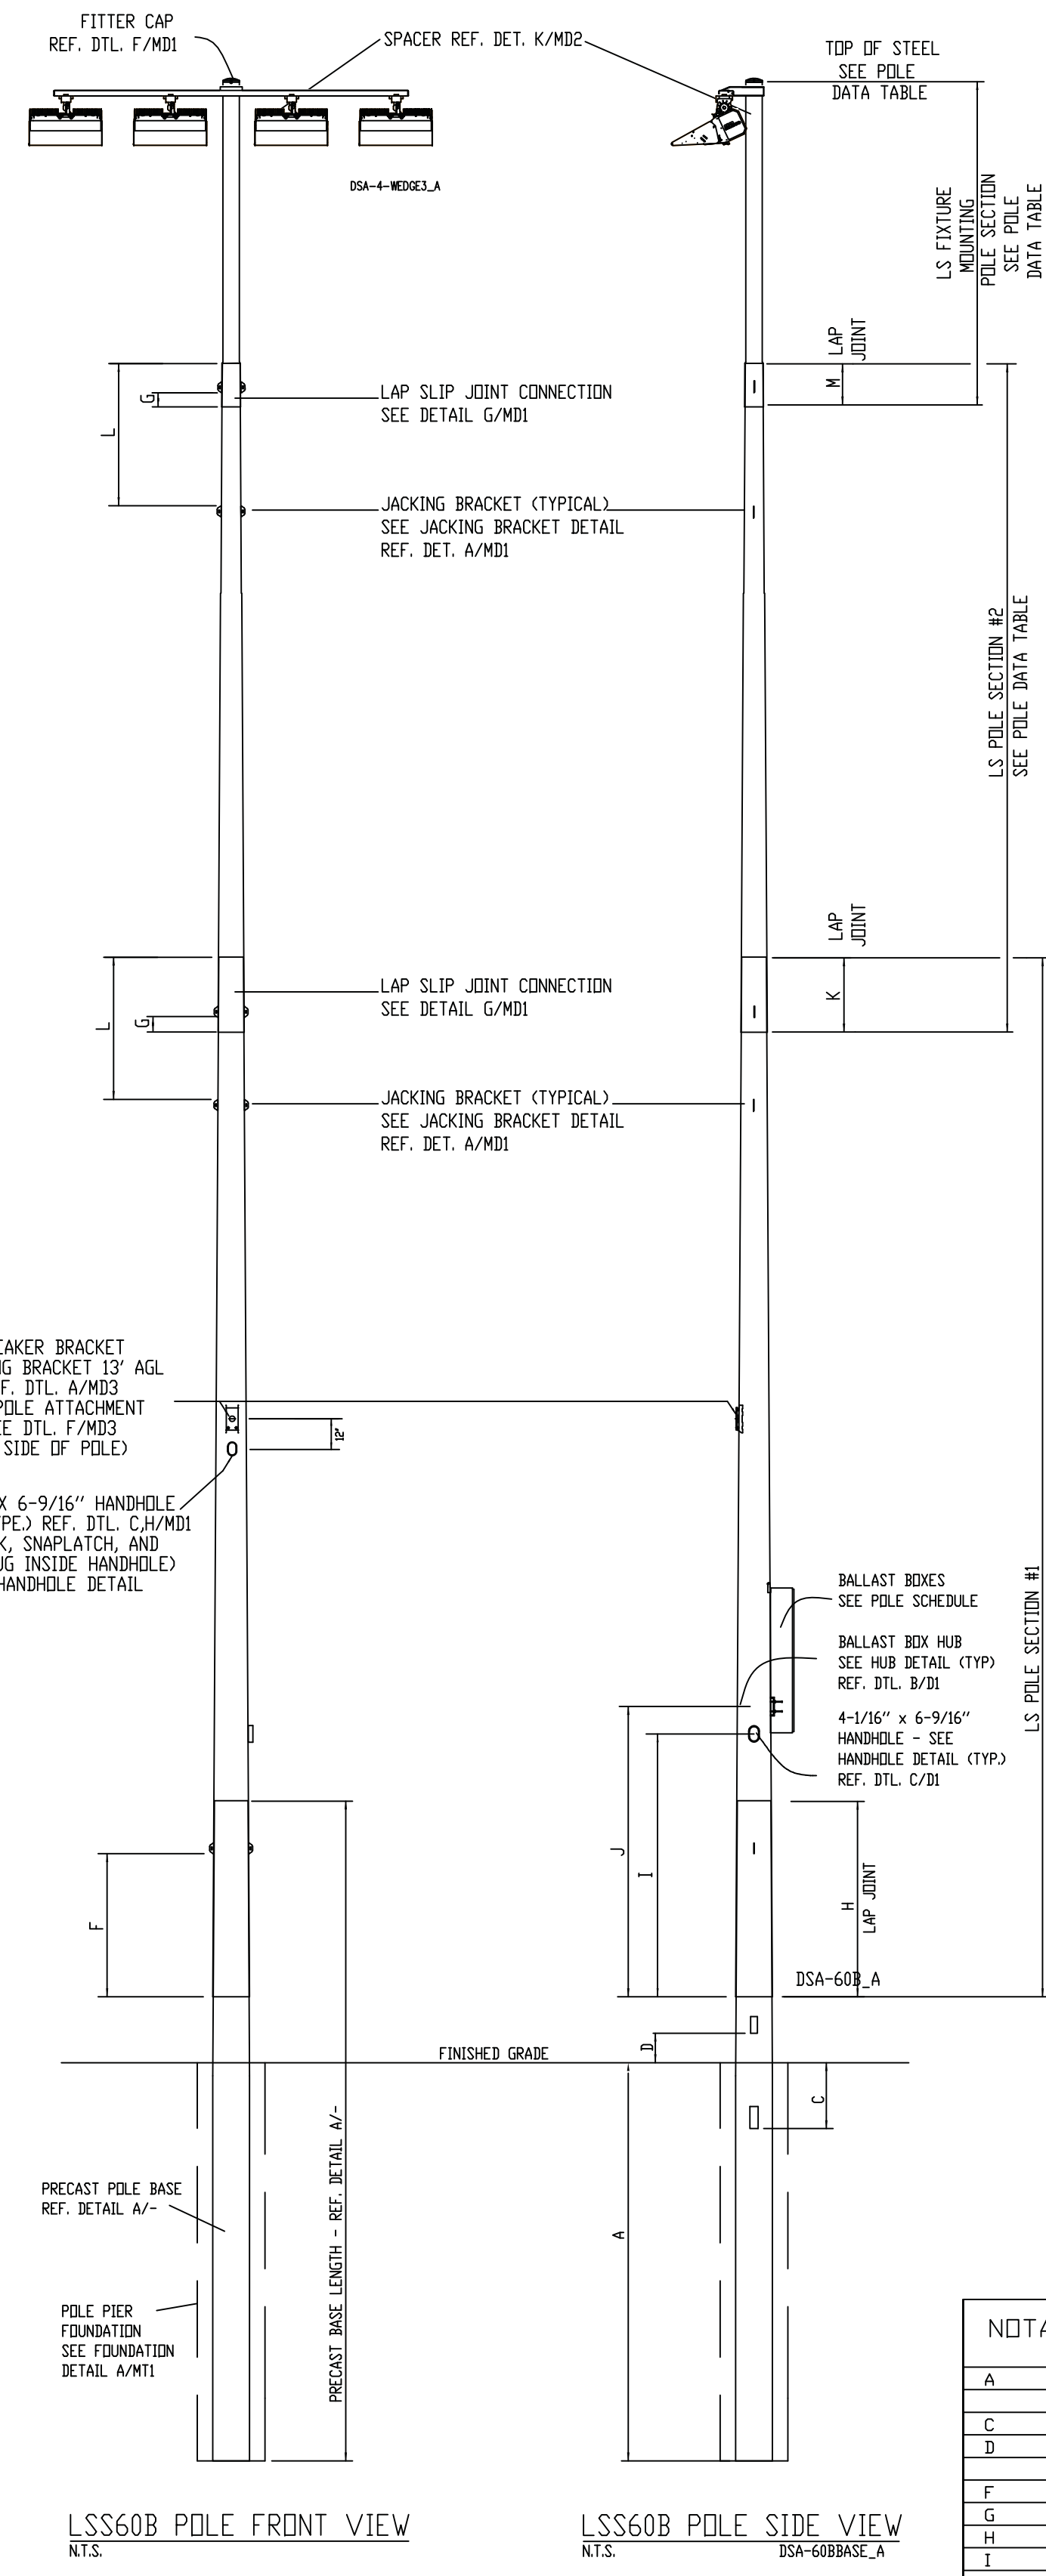 FITTER CAP
REF. DTL. F/MD1
SPACER REF. DET. K/MD2
TOP OF STEEL
SEE POLE
DATA TABLE
DSA-4-WEDGE3_A
LS FIXTURE
MOUNTING
POLE SECTION
SEE POLE
DATA TABLE
LAP
JOINT
M
G
L
LAP SLIP JOINT CONNECTION
SEE DETAIL G/MD1
JACKING BRACKET (TYPICAL)
SEE JACKING BRACKET DETAIL
REF. DET. A/MD1
LS POLE SECTION #2
SEE POLE DATA TABLE
LAP
JOINT
K
L
G
LAP SLIP JOINT CONNECTION
SEE DETAIL G/MD1
JACKING BRACKET (TYPICAL)
SEE JACKING BRACKET DETAIL
REF. DET. A/MD1
EAKER BRACKET
NG BRACKET 13' AGL
F. DTL. A/MD3
POLE ATTACHMENT
EE DTL. F/MD3
SIDE OF POLE)
12"
X 6-9/16" HANDHOLE
YPE.) REF. DTL. C,H/MD1
K, SNAPLATCH, AND
UG INSIDE HANDHOLE)
HANDHOLE DETAIL
BALLAST BOXES
SEE POLE SCHEDULE
BALLAST BOX HUB
SEE HUB DETAIL (TYP)
REF. DTL. B/D1
4-1/16" x 6-9/16"
HANDHOLE - SEE
HANDHOLE DETAIL (TYP.)
REF. DTL. C/D1
LS POLE SECTION #1
J
I
H
LAP JOINT
F
DSA-60B_A
D
FINISHED GRADE
C
PRECAST POLE BASE
REF. DETAIL A/-
PRECAST BASE LENGTH - REF. DETAIL A/-
A
POLE PIER
FOUNDATION
SEE FOUNDATION
DETAIL A/MT1
NOTA
A
C
D
F
G
H
I
LSS60B POLE FRONT VIEW
N.T.S.
LSS60B POLE SIDE VIEW
N.T.S.
DSA-60BBASE_A